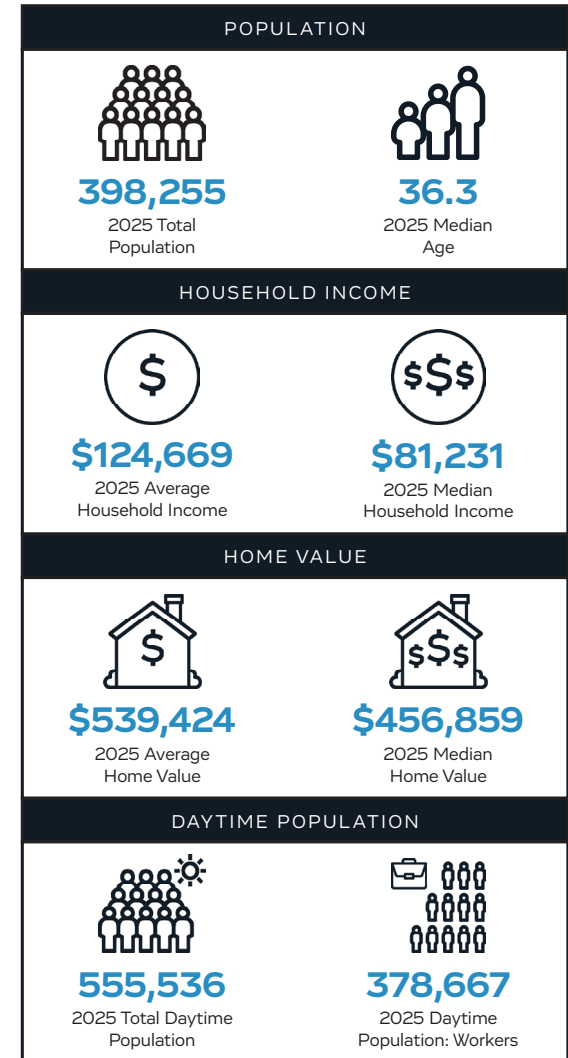 POPULATION
398,255
2025 Total
Population
36.3
2025 Median
Age
HOUSEHOLD INCOME
$
$124,669
2025 Average
Household Income
$$$
$81,231
2025 Median
Household Income
HOME VALUE
$
$539,424
2025 Average
Home Value
$$$
$456,859
2025 Median
Home Value
DAYTIME POPULATION
555,536
2025 Total Daytime
Population
378,667
2025 Daytime
Population: Workers